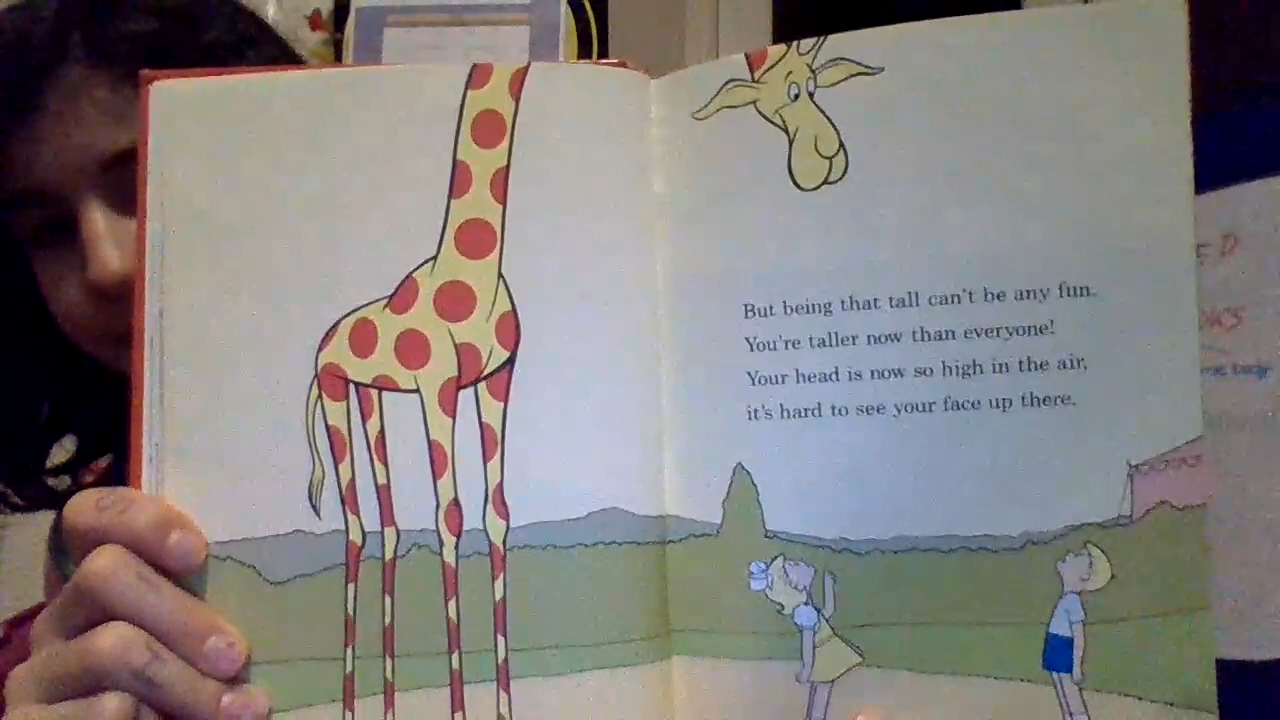 But being that tall can't be any fun.
You're taller now than everyone!
Your head is now so high in the air,
it's hard to see your face up there.